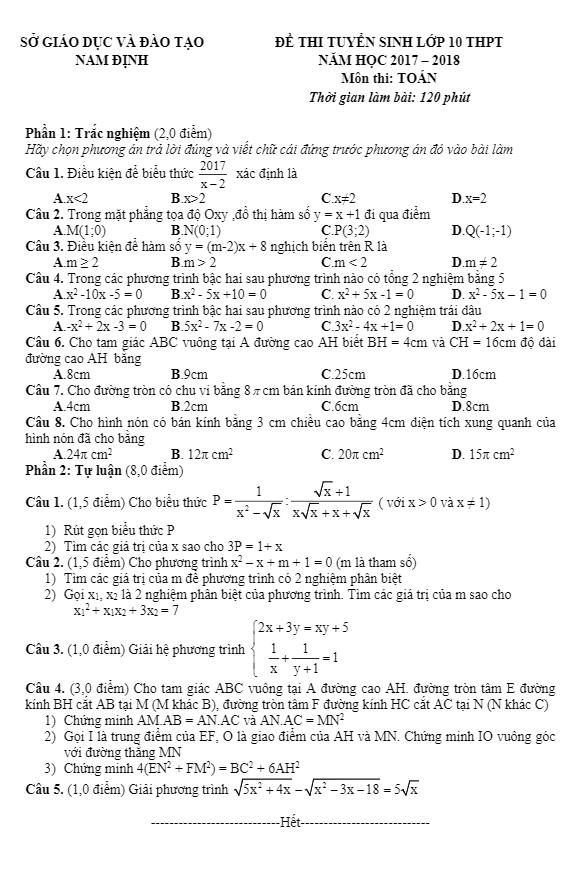 SỞ GIÁO DỤC VÀ ĐÀO TẠO
NAM ĐỊNH
ĐỀ THI TUYỂN SINH LỚP 10 THPT
NĂM HỌC 2017 – 2018
Môn thi: TOÁN
Thời gian làm bài: 120 phút
Phần 1: Trắc nghiệm (2,0 điểm)
Hãy chọn phương án trả lời đúng và viết chữ cái đứng trước phương án đó vào bài làm
Câu 1. Điều kiện để biểu thức 2017/(x−2) xác định là
A.x<2 B.x>2 C.x≠2 D.x=2
Câu 2. Trong mặt phẳng tọa độ Oxy ,đồ thị hàm số y = x +1 đi qua điểm
A.M(1;0) B.N(0;1) C.P(3;2) D.Q(-1;-1)
Câu 3. Điều kiện để hàm số y = (m-2)x + 8 nghịch biến trên R là
A.m ≥ 2 B.m > 2 C.m < 2 D.m ≠ 2
Câu 4. Trong các phương trình bậc hai sau phương trình nào có tổng 2 nghiệm bằng 5
A.x² -10x -5 = 0 B.x² - 5x +10 = 0 C. x² + 5x -1 = 0 D. x² - 5x – 1 = 0
Câu 5. Trong các phương trình bậc hai sau phương trình nào có 2 nghiệm trái dấu
A.-x² + 2x -3 = 0 B.5x² - 7x -2 = 0 C.3x² - 4x +1= 0 D.x² + 2x + 1= 0
Câu 6. Cho tam giác ABC vuông tại A đường cao AH biết BH = 4cm và CH = 16cm độ dài
đường cao AH bằng
A.8cm B.9cm C.25cm D.16cm
Câu 7. Cho đường tròn có chu vi bằng 8 π cm bán kính đường tròn đã cho bằng
A.4cm B.2cm C.6cm D.8cm
Câu 8. Cho hình nón có bán kính bằng 3 cm chiều cao bằng 4cm diện tích xung quanh của
hình nón đã cho bằng
A.24π cm² B. 12π cm² C. 20π cm² D. 15π cm²
Phần 2: Tự luận (8,0 điểm)
Câu 1. (1,5 điểm) Cho biểu thức P = 1/(x² − √x) : (√x + 1)/(x√x + x + √x) ( với x > 0 và x ≠ 1)
1) Rút gọn biểu thức P
2) Tìm các giá trị của x sao cho 3P = 1+ x
Câu 2. (1,5 điểm) Cho phương trình x² – x + m + 1 = 0 (m là tham số)
1) Tìm các giá trị của m để phương trình có 2 nghiệm phân biệt
2) Gọi x₁, x₂ là 2 nghiệm phân biệt của phương trình. Tìm các giá trị của m sao cho
x₁² + x₁x₂ + 3x₂ = 7
Câu 3. (1,0 điểm) Giải hệ phương trình { 2x + 3y = xy + 5
1/x + 1/(y+1) = 1
Câu 4. (3,0 điểm) Cho tam giác ABC vuông tại A đường cao AH. đường tròn tâm E đường
kính BH cắt AB tại M (M khác B), đường tròn tâm F đường kính HC cắt AC tại N (N khác C)
1) Chứng minh AM.AB = AN.AC và AN.AC = MN²
2) Gọi I là trung điểm của EF, O là giao điểm của AH và MN. Chứng minh IO vuông góc
với đường thẳng MN
3) Chứng minh 4(EN² + FM²) = BC² + 6AH²
Câu 5. (1,0 điểm) Giải phương trình √(5x² + 4x) − √(x² − 3x − 18) = 5√x
----------------------------Hết----------------------------